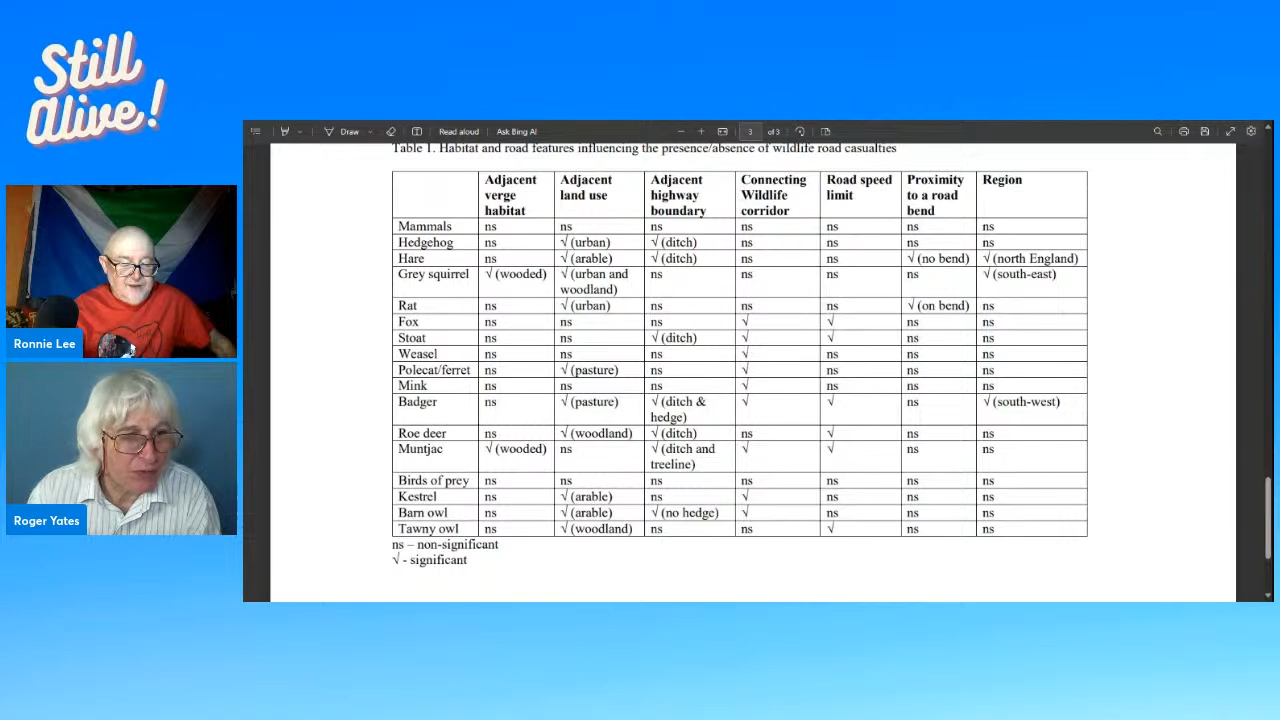 Still
Alive!
Draw
Read aloud
Ask Bing AI
3
of 3
Table 1. Habitat and road features influencing the presence/absence of wildlife road casualties
Adjacent verge habitat | Adjacent land use | Adjacent highway boundary | Connecting Wildlife corridor | Road speed limit | Proximity to a road bend | Region
Mammals ns ns ns ns ns ns ns
Hedgehog ns √ (urban) √ (ditch) ns ns ns ns
Hare ns √ (arable) √ (ditch) ns ns √ (no bend) √ (north England)
Grey squirrel √ (wooded) √ (urban and woodland) ns ns ns ns √ (south-east)
Rat ns √ (urban) ns ns ns √ (on bend) ns
Fox ns ns ns √ √ ns ns
Stoat ns ns √ (ditch) √ √ ns ns
Weasel ns ns ns √ ns ns ns
Polecat/ferret ns √ (pasture) ns √ ns ns ns
Mink ns ns ns √ ns ns ns
Badger ns √ (pasture) √ (ditch & hedge) √ √ ns √ (south-west)
Roe deer ns √ (woodland) √ (ditch) ns √ ns ns
Muntjac √ (wooded) ns √ (ditch and treeline) √ √ ns ns
Birds of prey ns ns ns ns ns ns ns
Kestrel ns √ (arable) ns √ ns ns ns
Barn owl ns √ (arable) √ (no hedge) √ ns ns ns
Tawny owl ns √ (woodland) ns ns √ ns ns
ns – non-significant
√ - significant
Ronnie Lee
Roger Yates